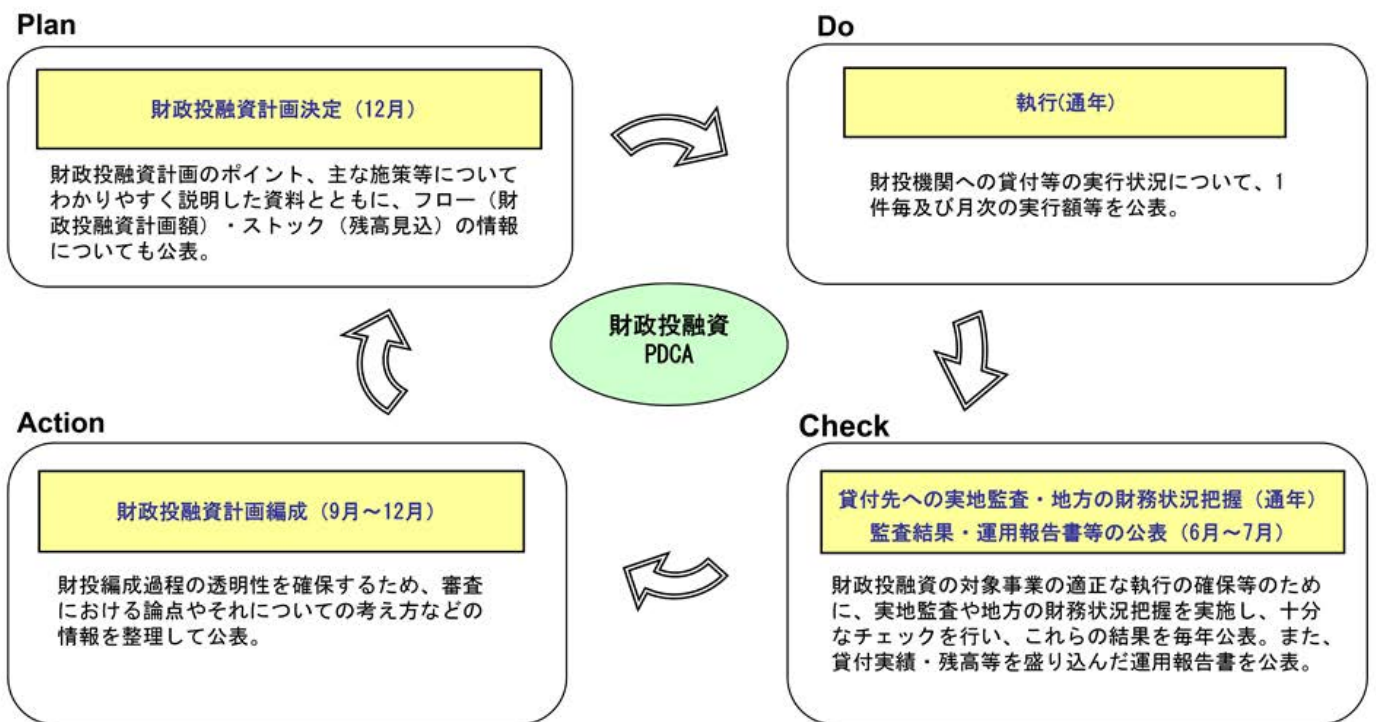 Plan
財政投融資計画決定（12月）
財政投融資計画のポイント、主な施策等について
わかりやすく説明した資料とともに、フロー（財
政投融資計画額）・ストック（残高見込）の情報
についても公表。
Do
執行(通年)
財投機関への貸付等の実行状況について、1
件毎及び月次の実行額等を公表。
財政投融資
PDCA
Action
財政投融資計画編成（9月～12月）
財投編成過程の透明性を確保するため、審査
における論点やそれについての考え方などの
情報を整理して公表。
Check
貸付先への実地監査・地方の財務状況把握（通年）
監査結果・運用報告書等の公表（6月～7月）
財政投融資の対象事業の適正な執行の確保等のため
に、実地監査や地方の財務状況把握を実施し、十分
なチェックを行い、これらの結果を毎年公表。また、
貸付実績・残高等を盛り込んだ運用報告書を公表。